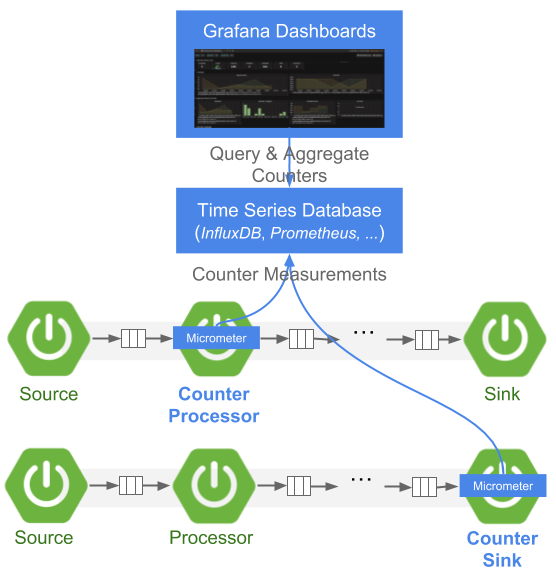 Grafana Dashboards
Query & Aggregate
Counters
Time Series Database
(InfluxDB, Prometheus, ...)
Counter Measurements
Micrometer
...
Source
Counter
Processor
Sink
...
Micrometer
Source
Processor
Counter
Sink